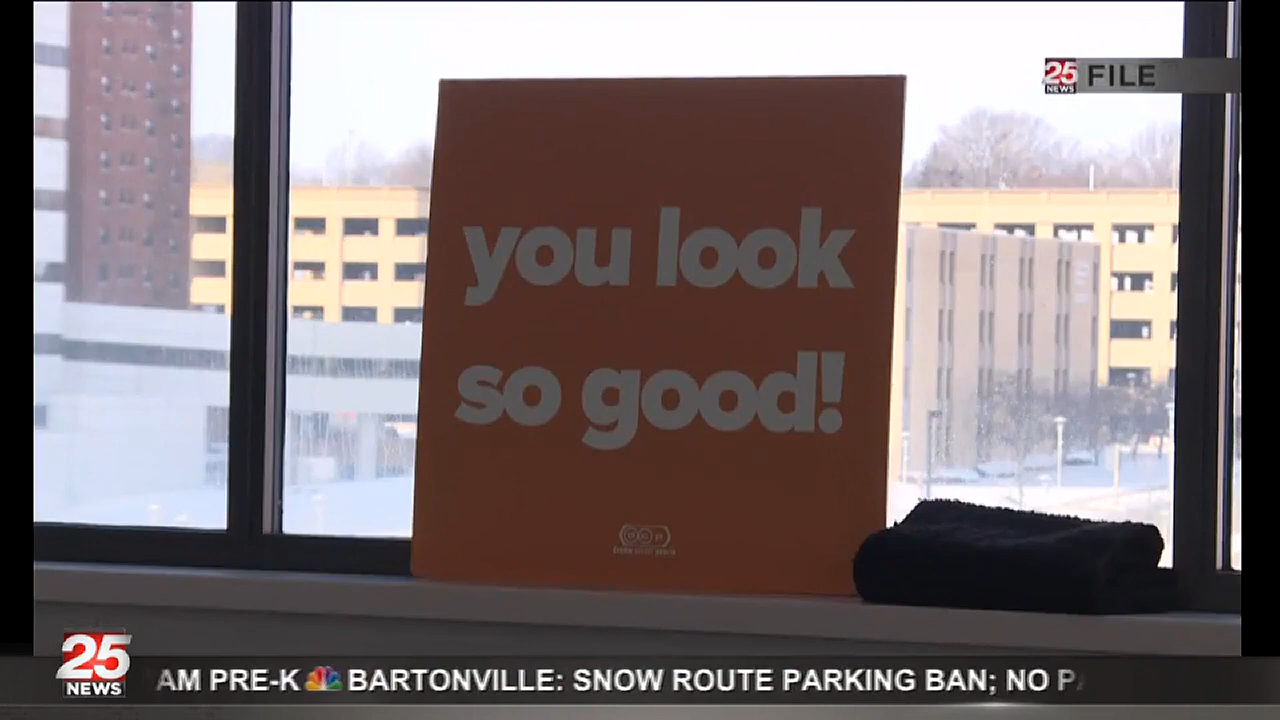 25 NEWS FILE
you look
so good!
25 NEWS
AM PRE-K BARTONVILLE: SNOW ROUTE PARKING BAN; NO